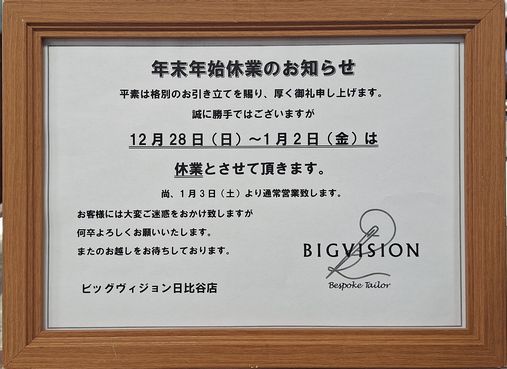 年末年始休業のお知らせ
平素は格別のお引き立てを賜り、厚く御礼申し上げます。
誠に勝手ではございますが
12月28日(日)~1月2日(金)は
休業とさせて頂きます。
尚、1月3日(土)より通常営業致します。
お客様には大変ご迷惑をおかけ致しますが
何卒よろしくお願いいたします。
またのお越しをお待ちしております。
BIGVISION
Bespoke Tailor
ビッグヴィジョン日比谷店